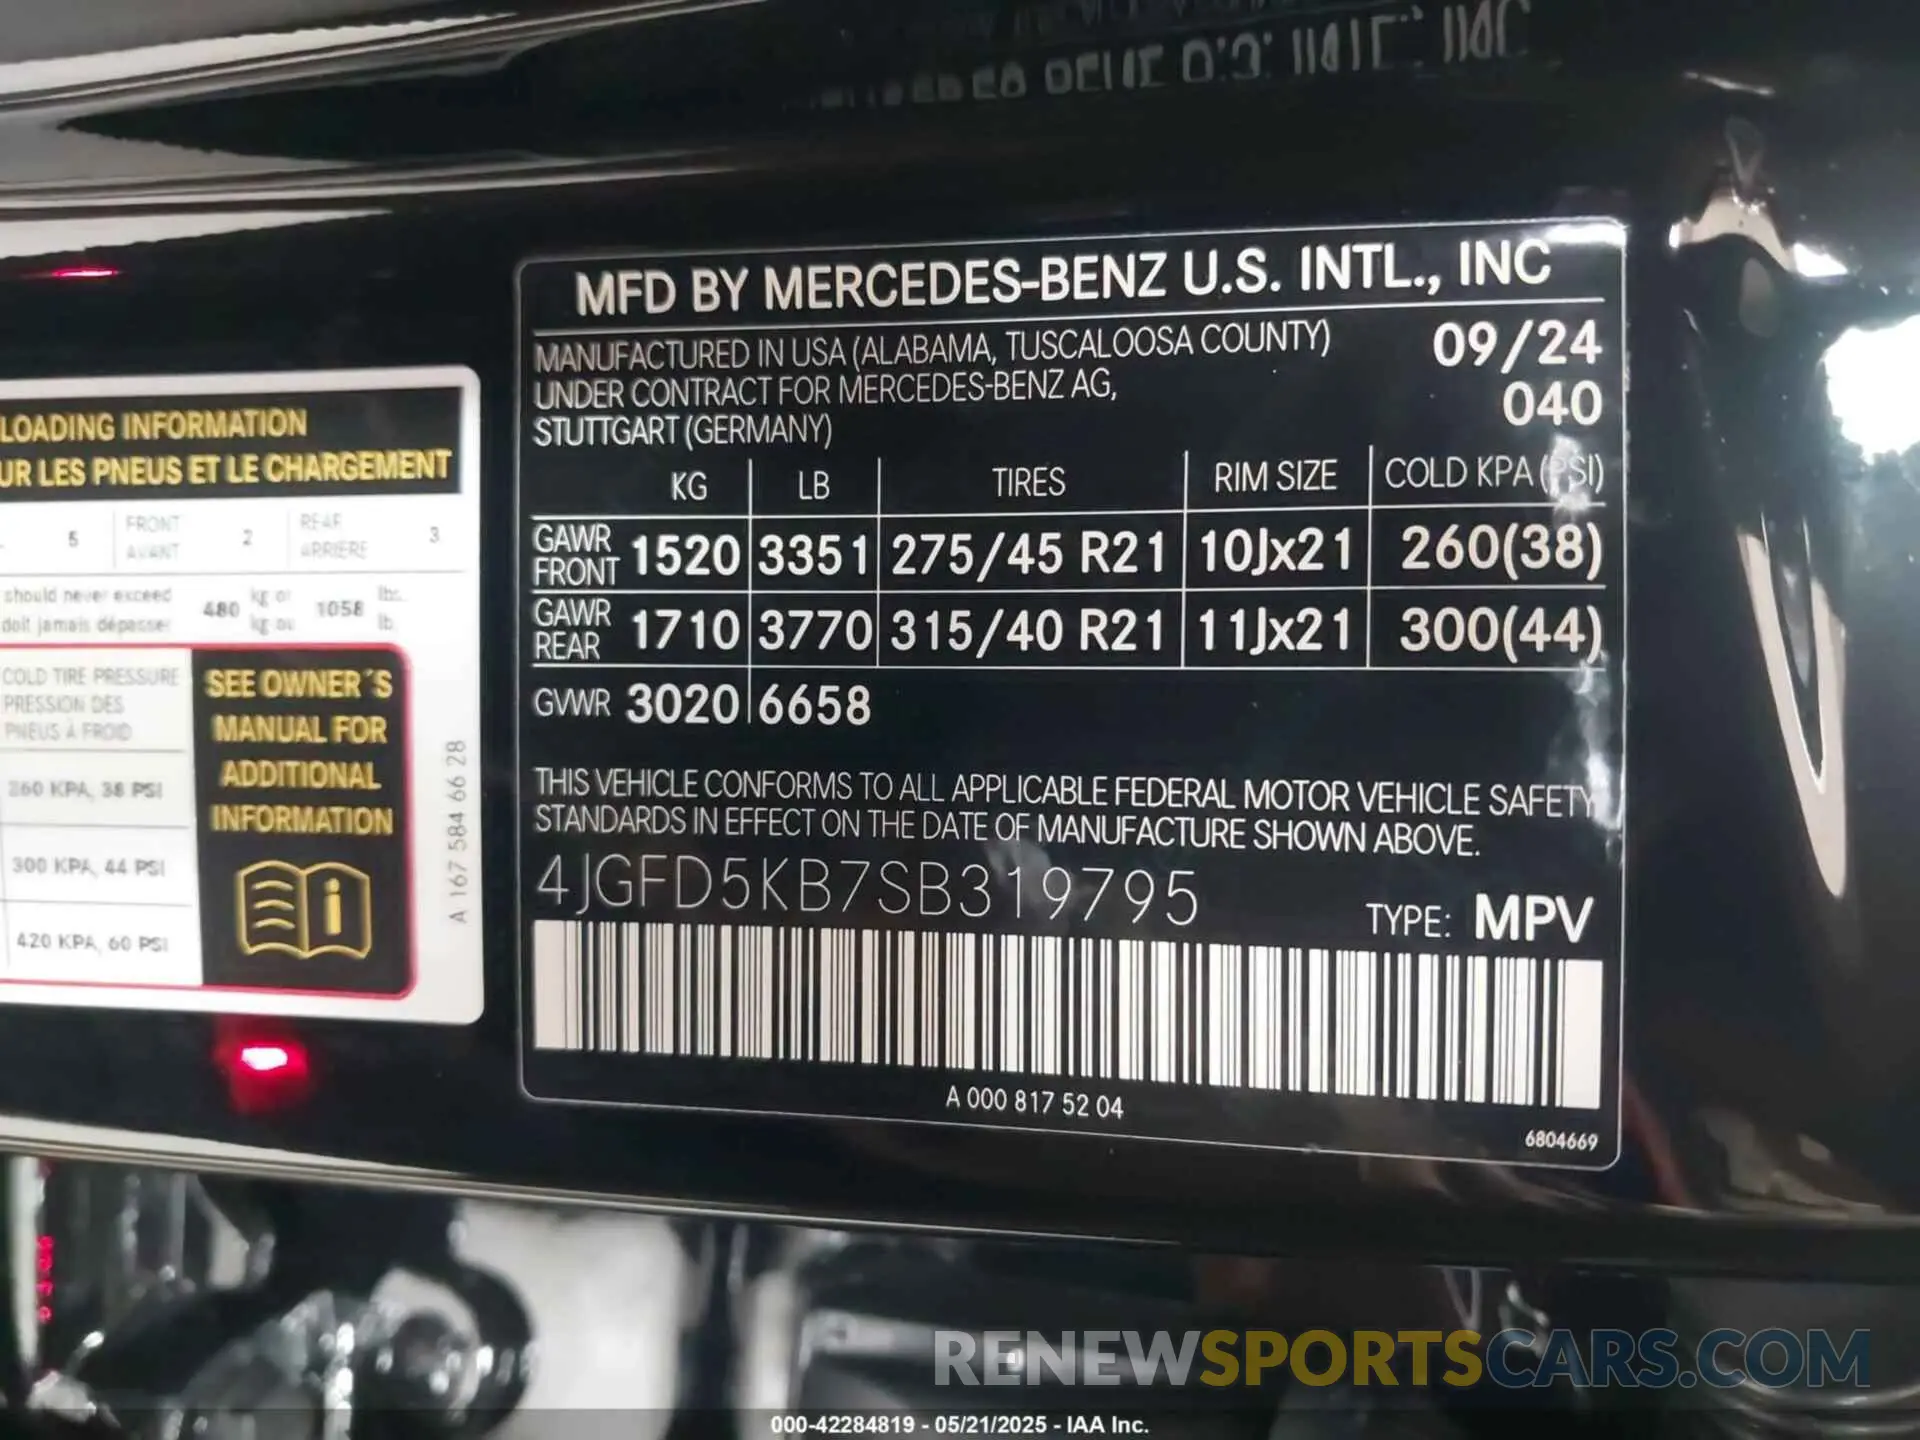 MFD BY MERCEDES-BENZ U.S. INTL., INC
MANUFACTURED IN USA (ALABAMA, TUSCALOOSA COUNTY) 09/24
UNDER CONTRACT FOR MERCEDES-BENZ AG, 040
STUTTGART (GERMANY)
KG LB TIRES RIM SIZE COLD KPA (PSI)
GAWR FRONT 1520 3351 275/45 R21 10Jx21 260(38)
GAWR REAR 1710 3770 315/40 R21 11Jx21 300(44)
GVWR 3020 6658
THIS VEHICLE CONFORMS TO ALL APPLICABLE FEDERAL MOTOR VEHICLE SAFETY
STANDARDS IN EFFECT ON THE DATE OF MANUFACTURE SHOWN ABOVE.
4JGFD5KB7SB319795
TYPE: MPV
A 000 817 52 04
6804669
LOADING INFORMATION
UR LES PNEUS ET LE CHARGEMENT
5 FRONT AVANT 2 REAR ARRIÈRE 3
should never exceed 480 kg or 1058 lbs.
doit jamais dépasser kg ou lb.
COLD TIRE PRESSURE
PRESSION DES
PNEUS À FROID
260 KPA, 38 PSI
300 KPA, 44 PSI
420 KPA, 60 PSI
SEE OWNER´S
MANUAL FOR
ADDITIONAL
INFORMATION
A 167 584 66 28
RENEWSPORTSCARS.COM
000-42284819 - 05/21/2025 - IAA Inc.